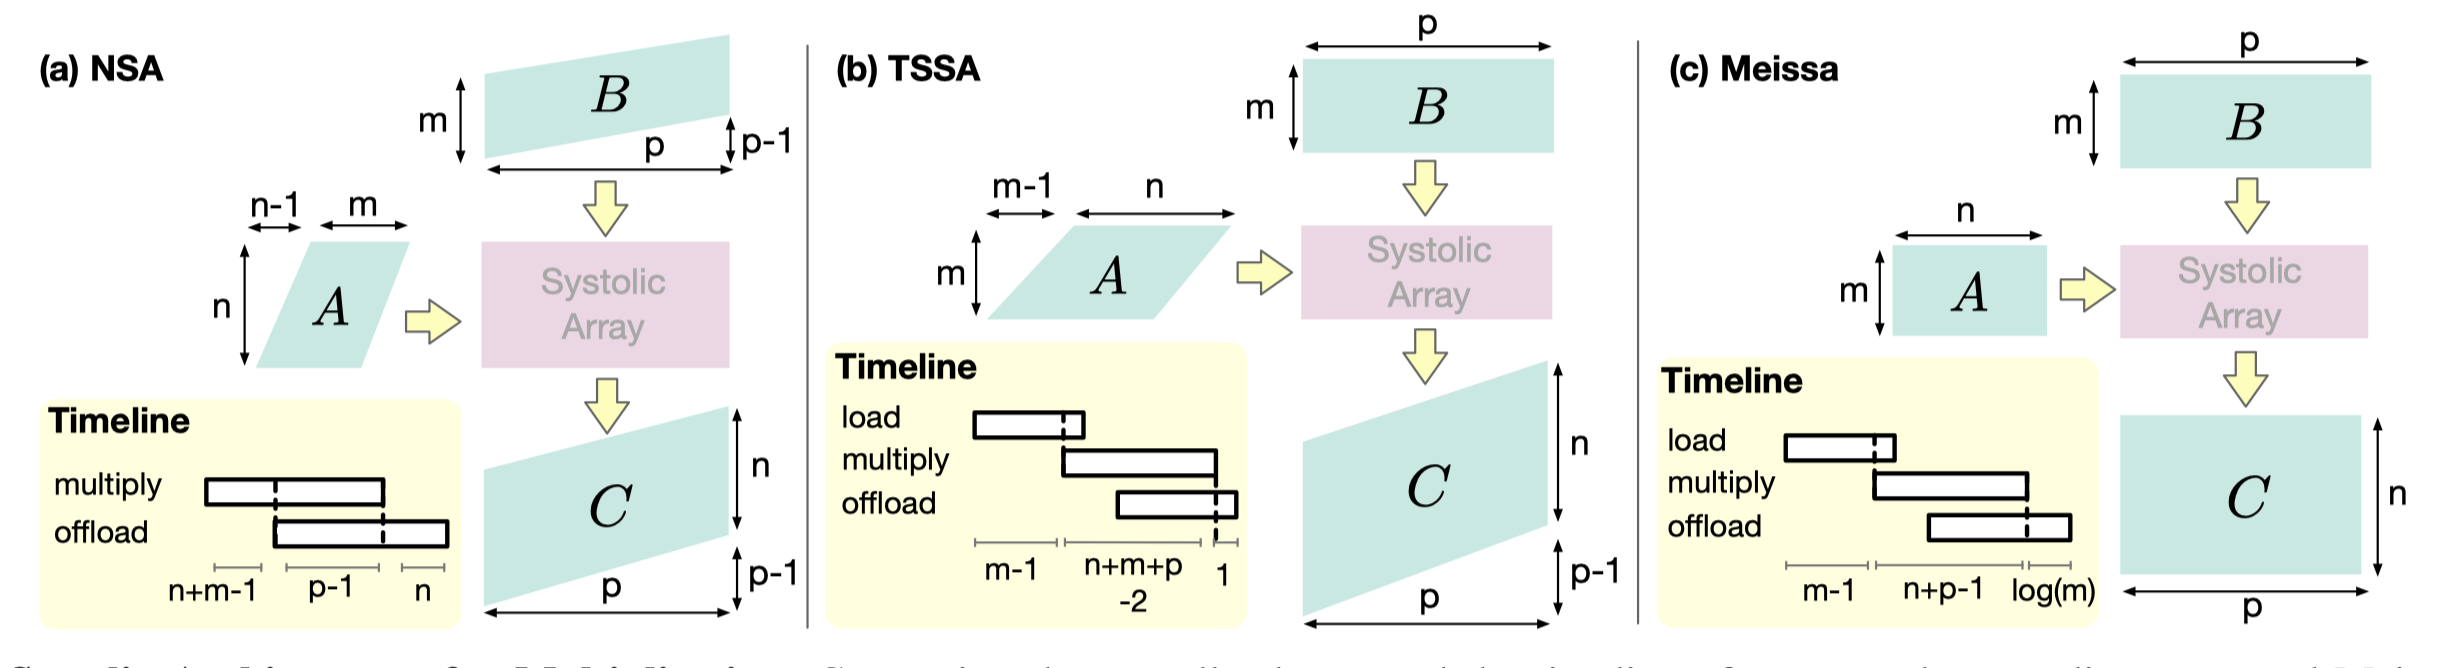 (a) NSA
B
m
p
p-1
n-1
m
n
A
Systolic
Array
Timeline
multiply
offload
n+m-1
p-1
n
C
n
p-1
p
(b) TSSA
p
m
B
m-1
n
m
A
Systolic
Array
Timeline
load
multiply
offload
m-1
n+m+p
-2
1
C
n
p-1
p
(c) Meissa
p
m
B
n
m
A
Systolic
Array
Timeline
load
multiply
offload
m-1
n+p-1
log(m)
C
n
p